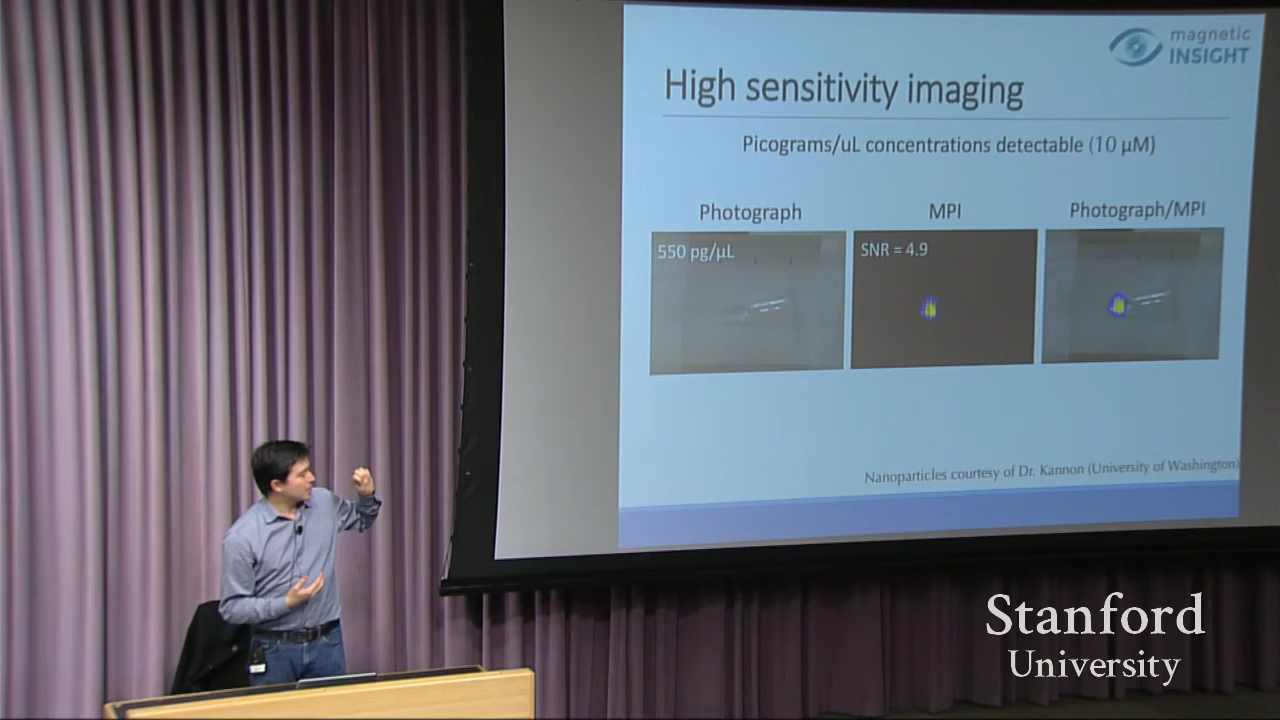 magnetic
INSIGHT
High sensitivity imaging
Picograms/uL concentrations detectable (10 µM)
Photograph
MPI
Photograph/MPI
550 pg/µL
SNR = 4.9
Nanoparticles courtesy of Dr. Kannon (University of Washington)
Stanford
University